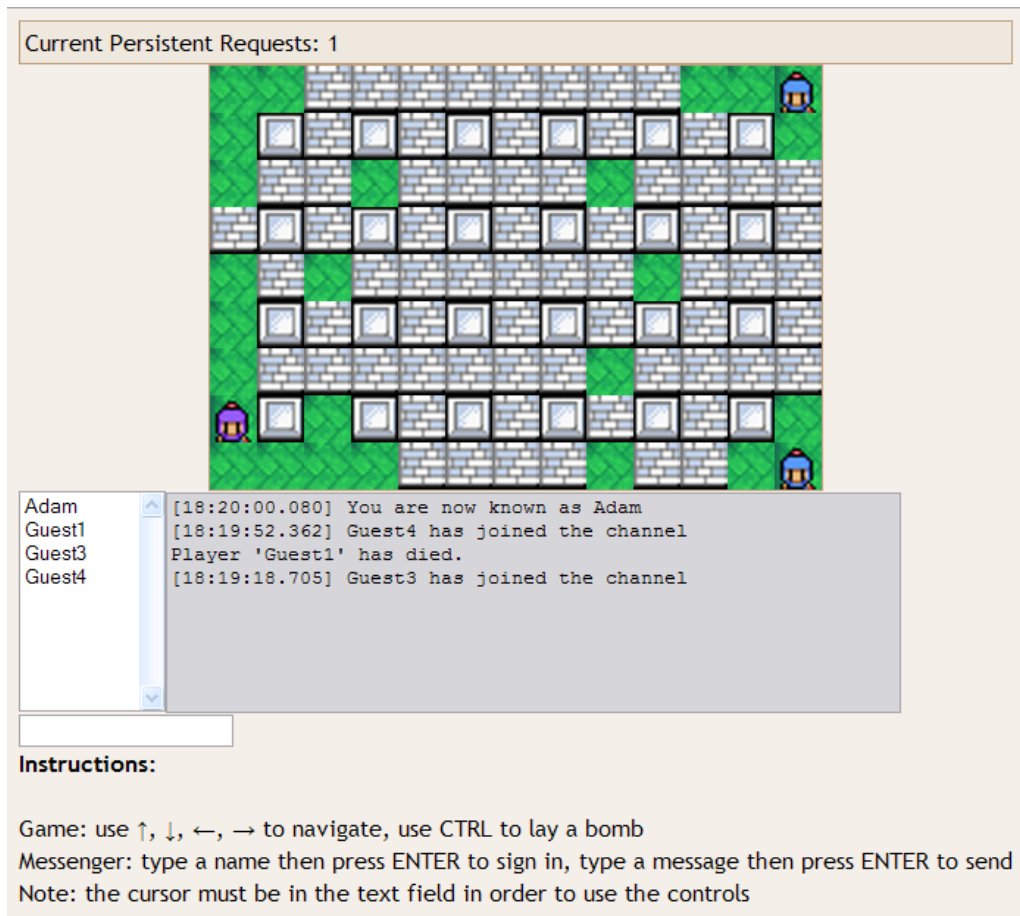 Current Persistent Requests: 1
Adam
Guest1
Guest3
Guest4
[18:20:00.080] You are now known as Adam
[18:19:52.362] Guest4 has joined the channel
Player 'Guest1' has died.
[18:19:18.705] Guest3 has joined the channel
Instructions:
Game: use ↑, ↓, ←, → to navigate, use CTRL to lay a bomb
Messenger: type a name then press ENTER to sign in, type a message then press ENTER to send
Note: the cursor must be in the text field in order to use the controls